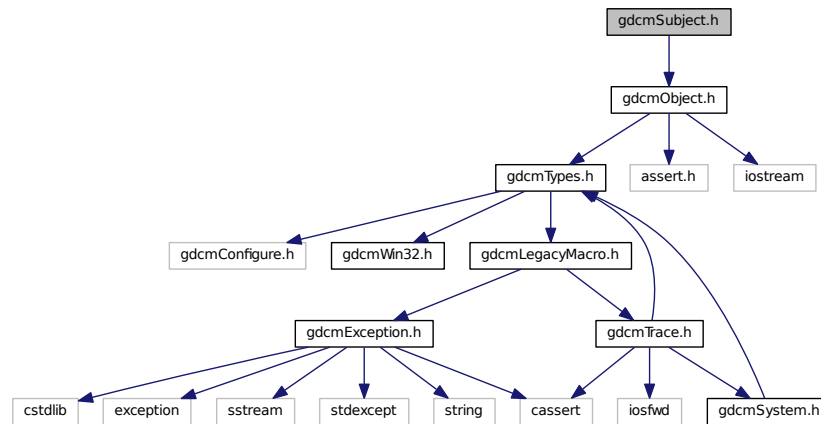 gdcmSubject.h
gdcmObject.h
gdcmTypes.h
assert.h
iostream
gdcmConfigure.h
gdcmWin32.h
gdcmLegacyMacro.h
gdcmException.h
gdcmTrace.h
cstdlib
exception
sstream
stdexcept
string
cassert
iosfwd
gdcmSystem.h